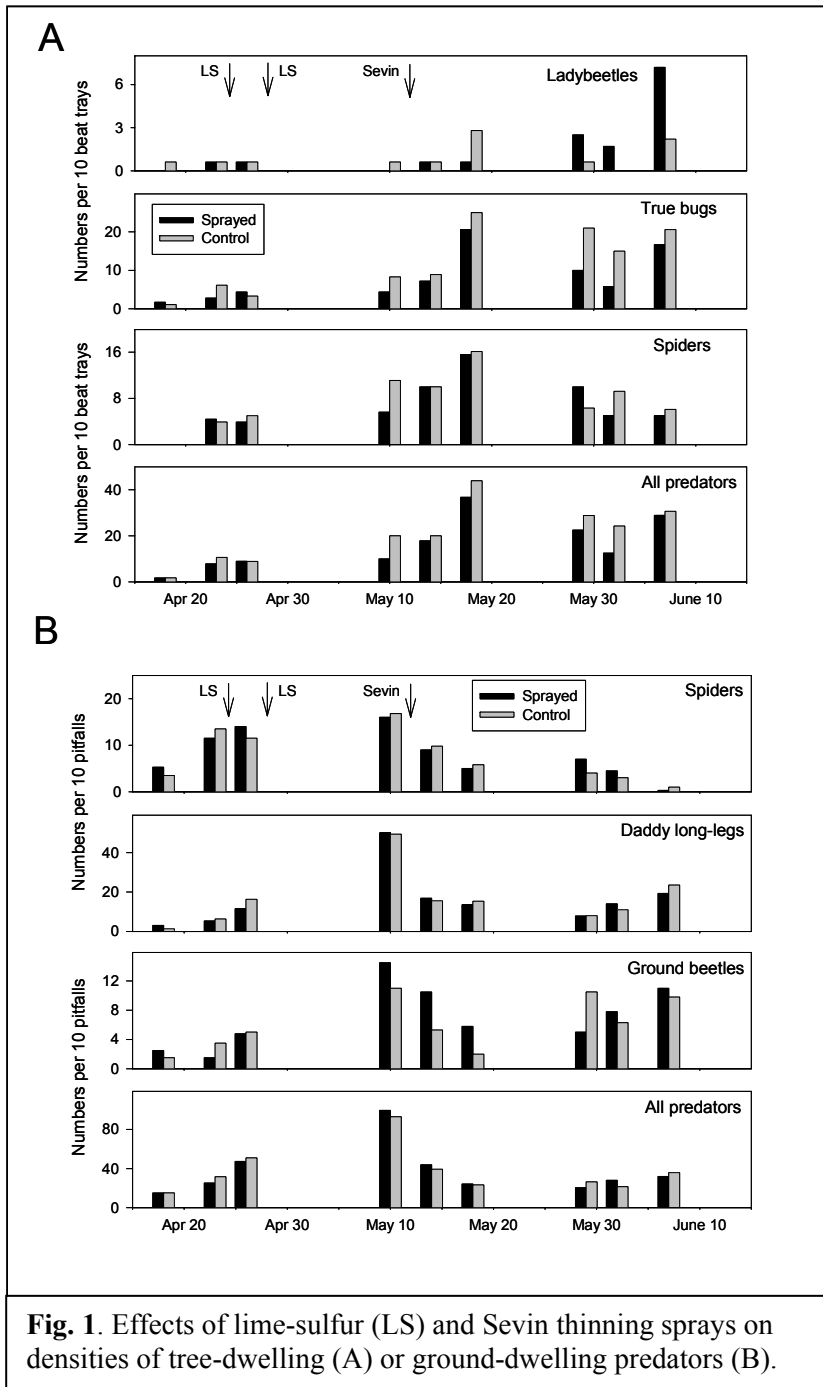 A
LS LS Sevin Ladybeetles
6
3
0
Numbers per 10 beat trays
True bugs
Sprayed
Control
20
10
0
Spiders
16
8
0
Numbers per 10 beat trays
All predators
40
20
0
Apr 20 Apr 30 May 10 May 20 May 30 June 10
B
LS LS Sevin Spiders
Sprayed
Control
20
10
0
Numbers per 10 pitfalls
Daddy long-legs
40
20
0
Ground beetles
12
8
4
0
Numbers per 10 pitfalls
All predators
80
40
0
Apr 20 Apr 30 May 10 May 20 May 30 June 10
Fig. 1. Effects of lime-sulfur (LS) and Sevin thinning sprays on
densities of tree-dwelling (A) or ground-dwelling predators (B).